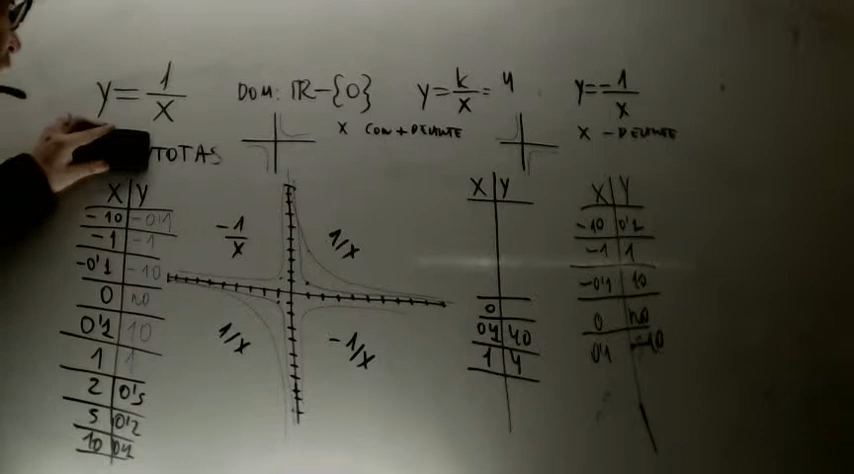 y = 1/x
DOM: ℝ-{0}
y = k/x = 4
y = -1/x
x CON + DELANTE
x - DELANTE
TOTAS
X | Y
-10 | -0'1
-1 | -1
-0'1 | -10
0 | no
0'1 | 10
1 | 1
2 | 0'5
5 | 0'2
10 | 0'1
-1/x
1/x
1/x
-1/x
X | Y
0
0'1 | 40
1 | 4
X | Y
-10 | 0'1
-1 | 1
-0'1 | 10
0 | no
0'1 | -10